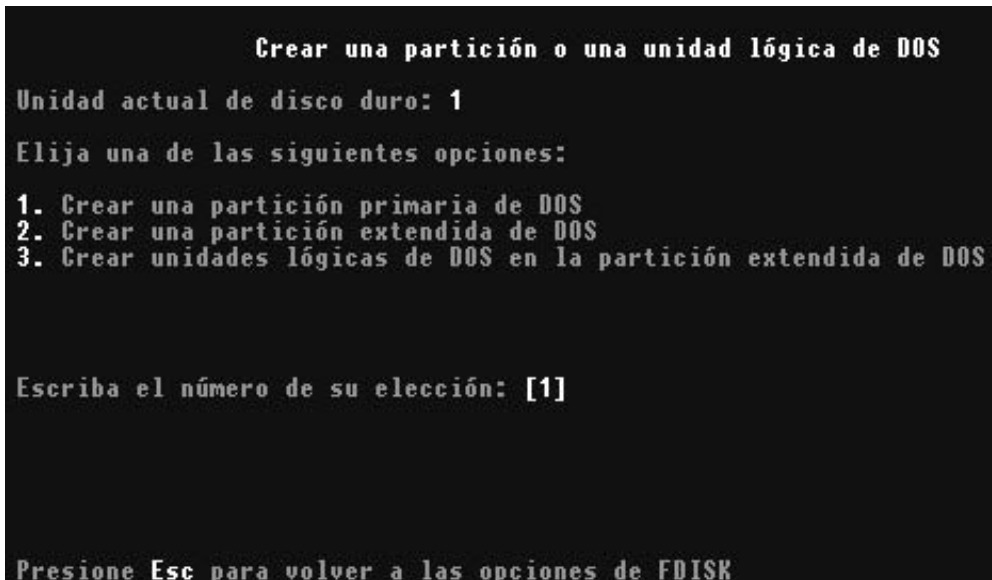 Crear una partición o una unidad lógica de DOS
Unidad actual de disco duro: 1
Elija una de las siguientes opciones:
1. Crear una partición primaria de DOS
2. Crear una partición extendida de DOS
3. Crear unidades lógicas de DOS en la partición extendida de DOS
Escriba el número de su elección: [1]
Presione Esc para volver a las opciones de FDISK